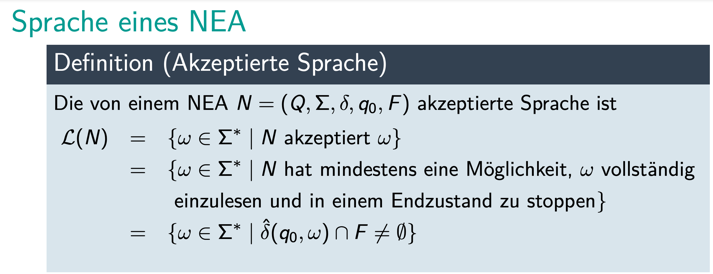 Sprache eines NEA
Definition (Akzeptierte Sprache)
Die von einem NEA N = (Q, Σ, δ, q₀, F) akzeptierte Sprache ist
ℒ(N) = {ω ∈ Σ* | N akzeptiert ω}
= {ω ∈ Σ* | N hat mindestens eine Möglichkeit, ω vollständig
einzulesen und in einem Endzustand zu stoppen}
= {ω ∈ Σ* | δ̂(q₀, ω) ∩ F ≠ ∅}